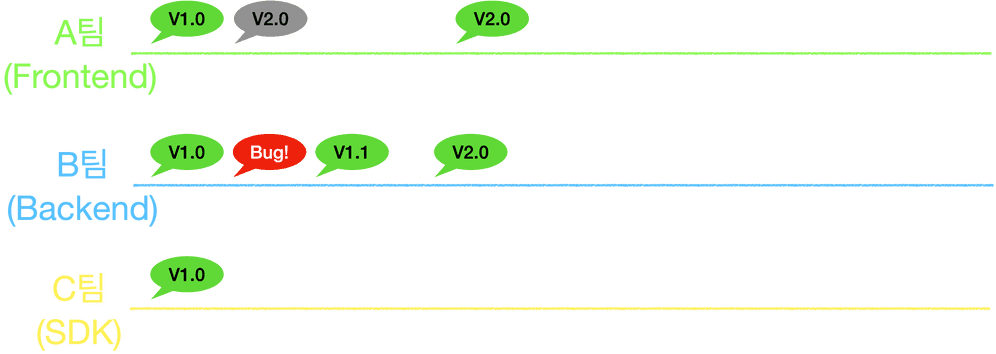 A팀
(Frontend)
V1.0
V2.0
V2.0
B팀
(Backend)
V1.0
Bug!
V1.1
V2.0
C팀
(SDK)
V1.0